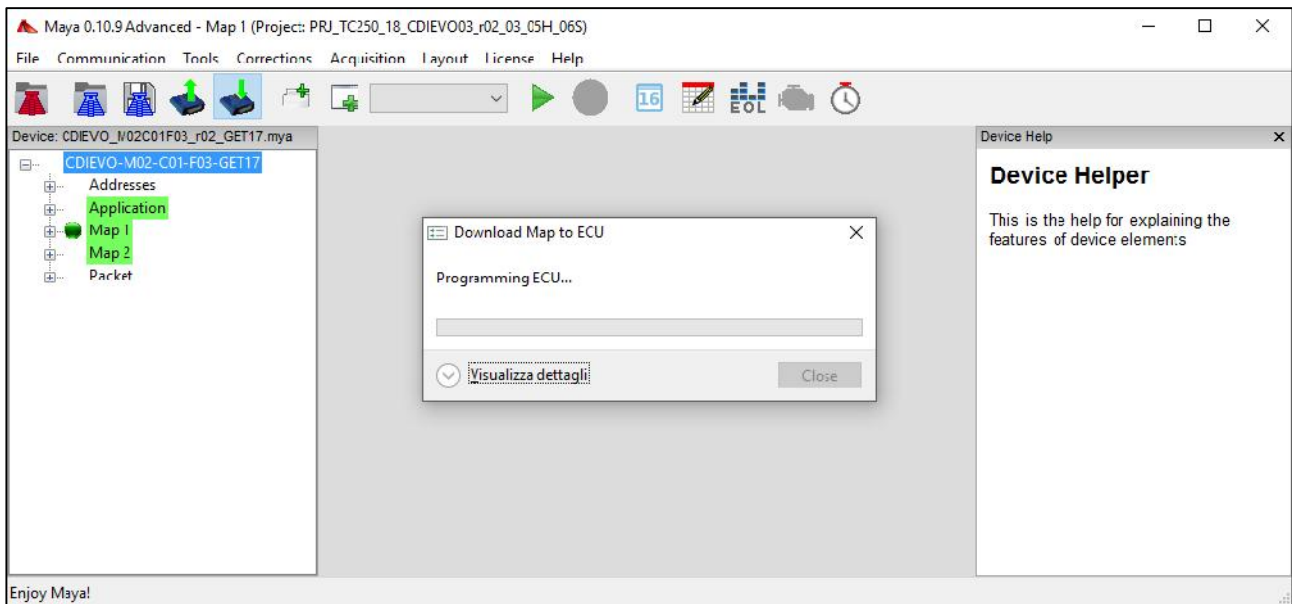 Maya 0.10.9 Advanced - Map 1 (Project: PRJ_TC250_18_CDIEVO03_r02_03_05H_06S)
File Communication Tools Corrections Acquisition Layout License Help
16 EOL
Device: CDIEVO_M02C01F03_r02_GET17.mya
CDIEVO-M02-C01-F03-GET17
Addresses
Application
Map 1
Map 2
Packet
Download Map to ECU
Programming ECU...
Visualizza dettagli
Close
Device Help
Device Helper
This is the help for explaining the
features of device elements
Enjoy Maya!